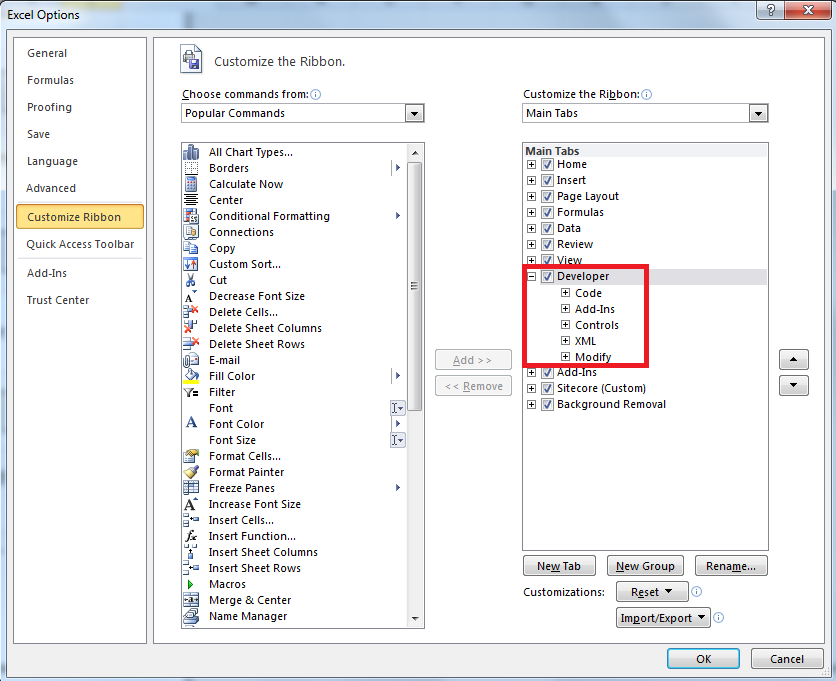 Excel Options
General
Formulas
Proofing
Save
Language
Advanced
Customize Ribbon
Quick Access Toolbar
Add-Ins
Trust Center
Customize the Ribbon.
Choose commands from:
Popular Commands
All Chart Types...
Borders
Calculate Now
Center
Conditional Formatting
Connections
Copy
Custom Sort...
Cut
Decrease Font Size
Delete Cells...
Delete Sheet Columns
Delete Sheet Rows
E-mail
Fill Color
Filter
Font
Font Color
Font Size
Format Cells...
Format Painter
Freeze Panes
Increase Font Size
Insert Cells...
Insert Function...
Insert Sheet Columns
Insert Sheet Rows
Macros
Merge & Center
Name Manager
Add >>
<< Remove
Customize the Ribbon:
Main Tabs
Main Tabs
Home
Insert
Page Layout
Formulas
Data
Review
View
Developer
Code
Add-Ins
Controls
XML
Modify
Add-Ins
Sitecore (Custom)
Background Removal
New Tab
New Group
Rename...
Customizations:
Reset
Import/Export
OK
Cancel